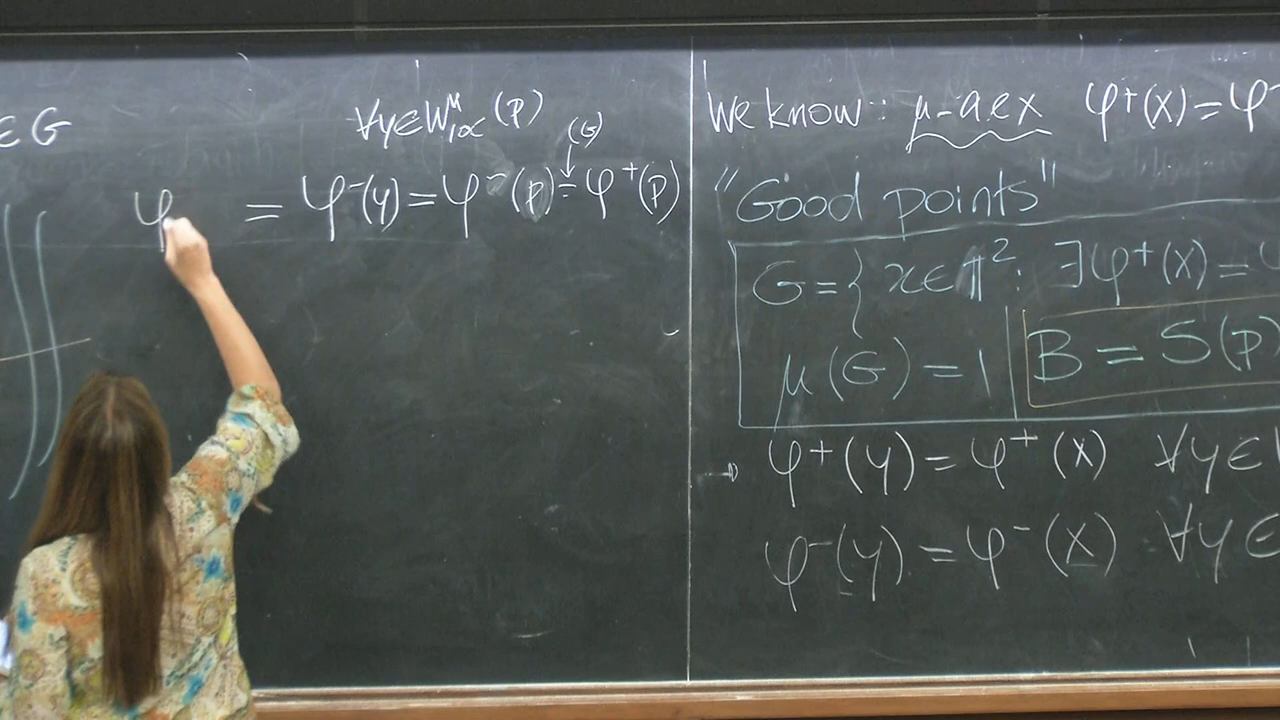 ∈ G
∀y∈W^u_loc (p)
(G)
φ = φ⁻(y) = φ⁻(p) = φ⁺(p)
We know: μ-a.e x φ⁺(x) = φ⁻
"Good points"
G = { x ∈ 𝕋² : ∃ φ⁺(x) =
μ(G) = 1 B = S(p)
→ φ⁺(y) = φ⁺(x) ∀y ∈
φ⁻(y) = φ⁻(x) ∀y ∈